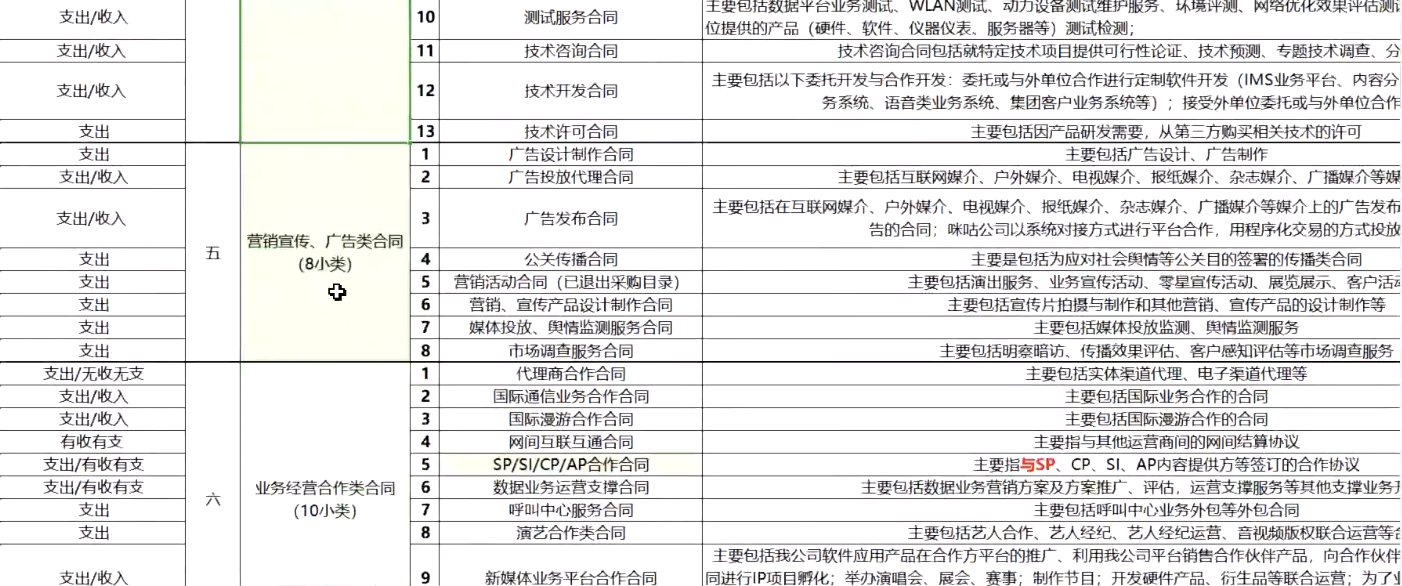 支出/收入 10 测试服务合同 主要包括数据平台业务测试、WLAN测试、动力设备测试维护服务、环境评测、网络优化效果评估测
位提供的产品（硬件、软件、仪器仪表、服务器等）测试检测；
支出/收入 11 技术咨询合同 技术咨询合同包括就特定技术项目提供可行性论证、技术预测、专题技术调查、分
支出/收入 12 技术开发合同 主要包括以下委托开发与合作开发：委托或与外单位合作进行定制软件开发（IMS业务平台、内容分
务系统、语音类业务系统、集团客户业务系统等）；接受外单位委托或与外单位合作
支出 13 技术许可合同 主要包括因产品研发需要，从第三方购买相关技术的许可
五 营销宣传、广告类合同
(8小类)
支出 1 广告设计制作合同 主要包括广告设计、广告制作
支出/收入 2 广告投放代理合同 主要包括互联网媒介、户外媒介、电视媒介、报纸媒介、杂志媒介、广播媒介等媒
支出/收入 3 广告发布合同 主要包括在互联网媒介、户外媒介、电视媒介、报纸媒介、杂志媒介、广播媒介等媒介上的广告发布
告的合同；咪咕公司以系统对接方式进行平台合作，用程序化交易的方式投放
支出 4 公关传播合同 主要是包括为应对社会舆情等公关目的签署的传播类合同
支出 5 营销活动合同（已退出采购目录） 主要包括演出服务、业务宣传活动、零星宣传活动、展览展示、客户活动
支出 6 营销、宣传产品设计制作合同 主要包括宣传片拍摄与制作和其他营销、宣传产品的设计制作等
支出 7 媒体投放、舆情监测服务合同 主要包括媒体投放监测、舆情监测服务
支出 8 市场调查服务合同 主要包括明察暗访、传播效果评估、客户感知评估等市场调查服务
六 业务经营合作类合同
(10小类)
支出/无收无支 1 代理商合作合同 主要包括实体渠道代理、电子渠道代理等
支出/收入 2 国际通信业务合作合同 主要包括国际业务合作的合同
支出/收入 3 国际漫游合作合同 主要包括国际漫游合作的合同
有收有支 4 网间互联互通合同 主要指与其他运营商间的网间结算协议
支出/有收有支 5 SP/SI/CP/AP合作合同 主要指与SP、CP、SI、AP内容提供方等签订的合作协议
支出/有收有支 6 数据业务运营支撑合同 主要包括数据业务营销方案及方案推广、评估，运营支撑服务等其他支撑业务
支出 7 呼叫中心服务合同 主要包括呼叫中心业务外包等外包合同
支出 8 演艺合作类合同 主要包括艺人合作、艺人经纪、艺人经纪运营、音视频版权联合运营等
支出/收入 9 新媒体业务平台合作合同 主要包括我公司软件应用产品在合作方平台的推广、利用我公司平台销售合作伙伴产品，向合作伙伴
同进行IP项目孵化；举办演唱会、展会、赛事；制作节目；开发硬件产品、衍生品等联合运营；为了